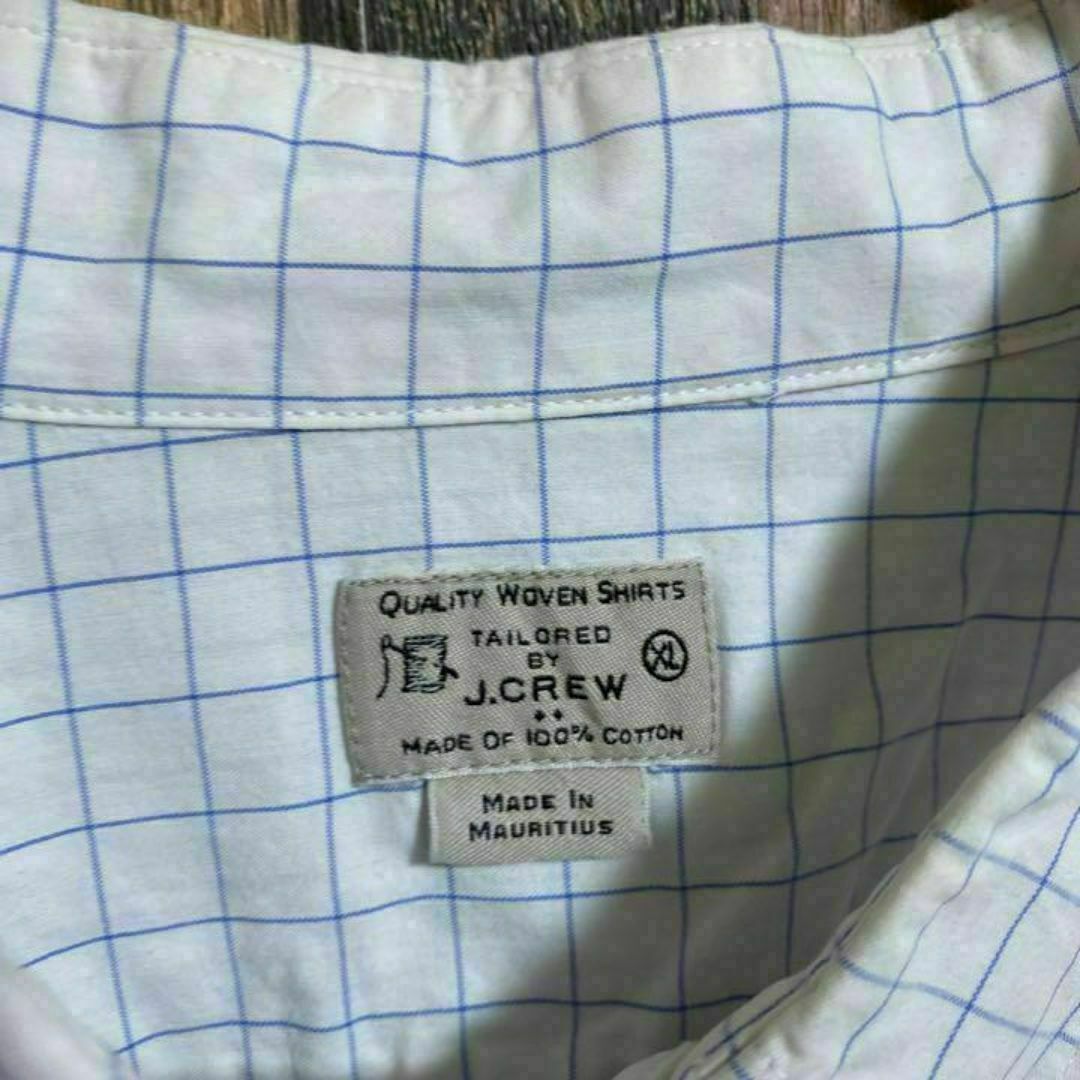 QUALITY WOVEN SHIRTS
TAILORED
BY
XL
J.CREW
MADE OF 100% COTTON
MADE IN
MAURITIUS